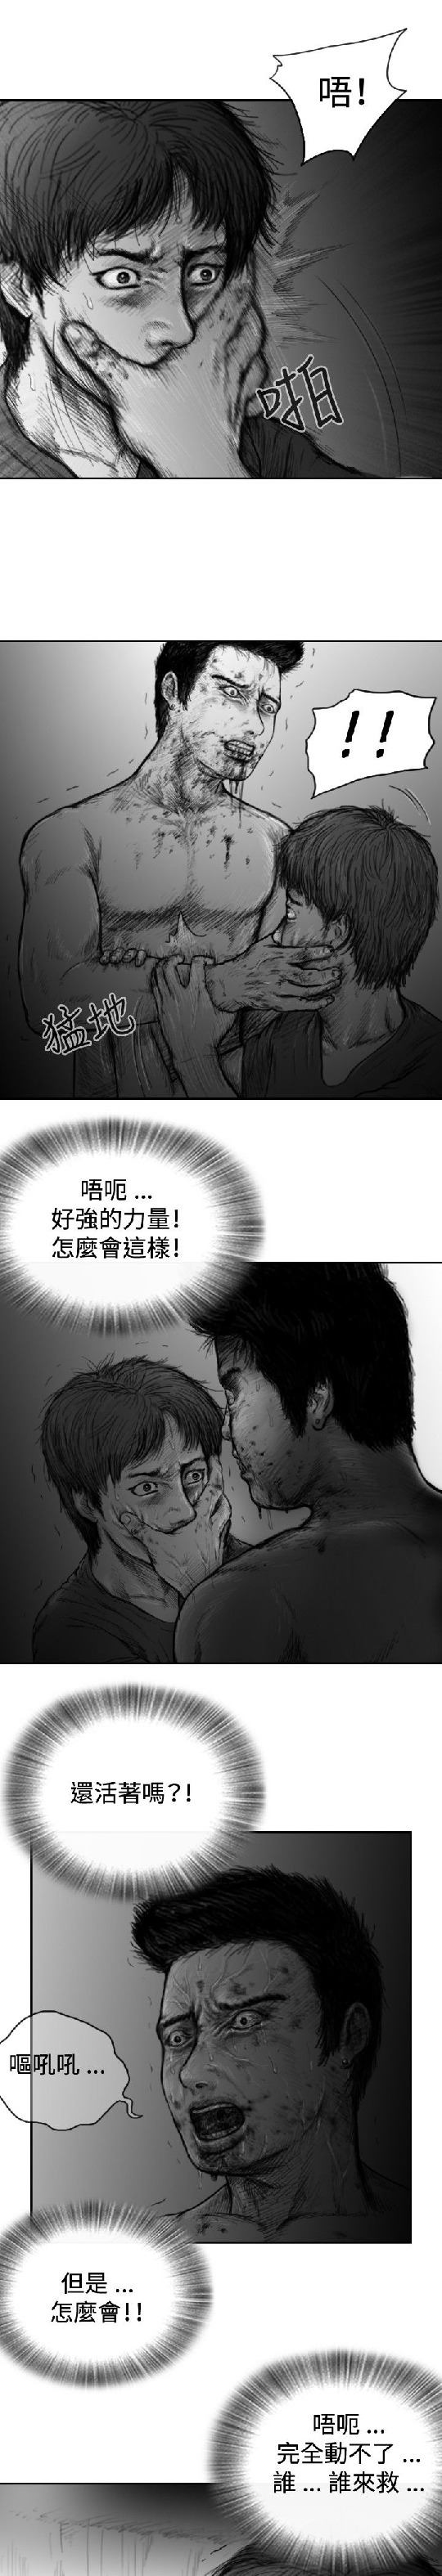 唔!
啪
!!
猛地
唔呃 ...
好強的力量!
怎麼會這樣!
還活著嗎?!
嘔吼吼 ...
但是 ...
怎麼會!!
唔呃 ...
完全動不了 ...
誰 ... 誰來救 ...